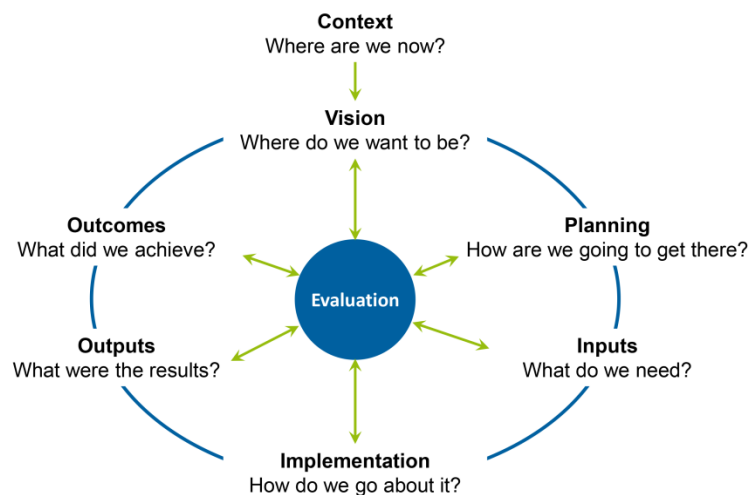 Context
Where are we now?
Vision
Where do we want to be?
Outcomes
What did we achieve?
Planning
How are we going to get there?
Evaluation
Outputs
What were the results?
Inputs
What do we need?
Implementation
How do we go about it?